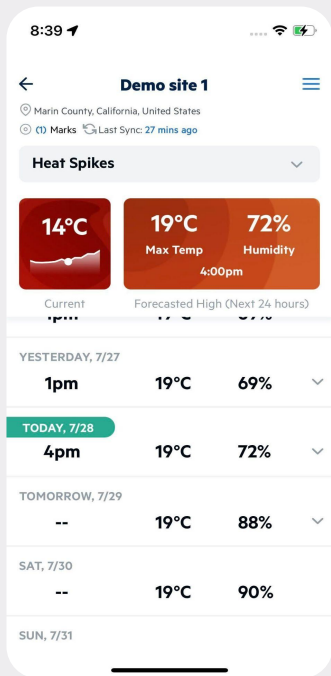 8:39
Demo site 1
Marin County, California, United States
(1) Marks Last Sync: 27 mins ago
Heat Spikes
14°C
19°C 72%
Max Temp Humidity
4:00pm
Current Forecasted High (Next 24 hours)
YESTERDAY, 7/27
1pm 19°C 69%
TODAY, 7/28
4pm 19°C 72%
TOMORROW, 7/29
-- 19°C 88%
SAT, 7/30
-- 19°C 90%
SUN, 7/31